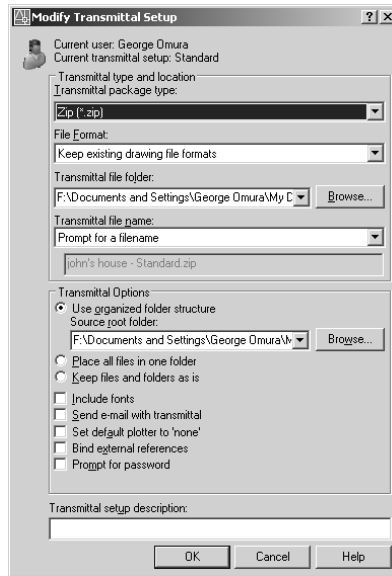 Modify Transmittal Setup
Current user: George Omura
Current transmittal setup: Standard
Transmittal type and location
Transmittal package type:
Zip (*.zip)
File Format:
Keep existing drawing file formats
Transmittal file folder:
F:\Documents and Settings\George Omura\My D
Browse...
Transmittal file name:
Prompt for a filename
john's house - Standard.zip
Transmittal Options
Use organized folder structure
Source root folder:
F:\Documents and Settings\George Omura\M
Browse...
Place all files in one folder
Keep files and folders as is
Include fonts
Send e-mail with transmittal
Set default plotter to 'none'
Bind external references
Prompt for password
Transmittal setup description:
OK
Cancel
Help